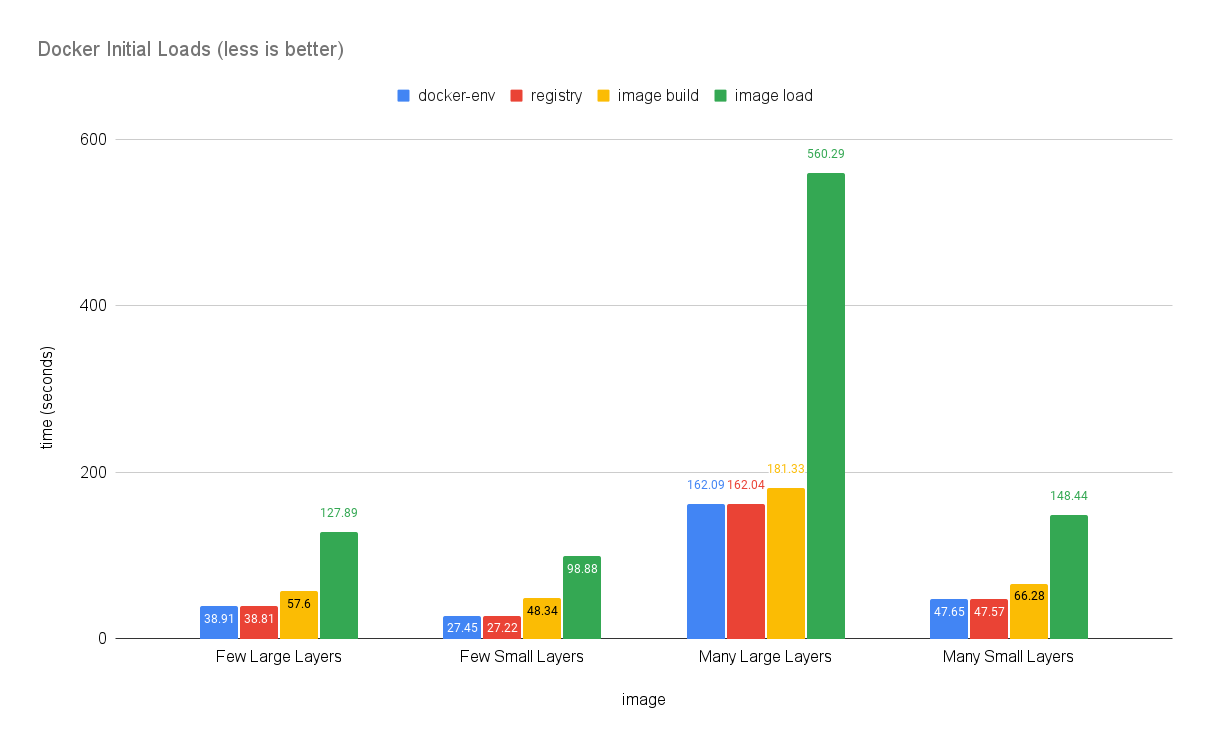 Docker Initial Loads (less is better)
docker-env registry image build image load
600
400
200
0
time (seconds)
38.91 38.81 57.6 127.89
27.45 27.22 48.34 98.88
162.09 162.04 181.33 560.29
47.65 47.57 66.28 148.44
Few Large Layers Few Small Layers Many Large Layers Many Small Layers
image